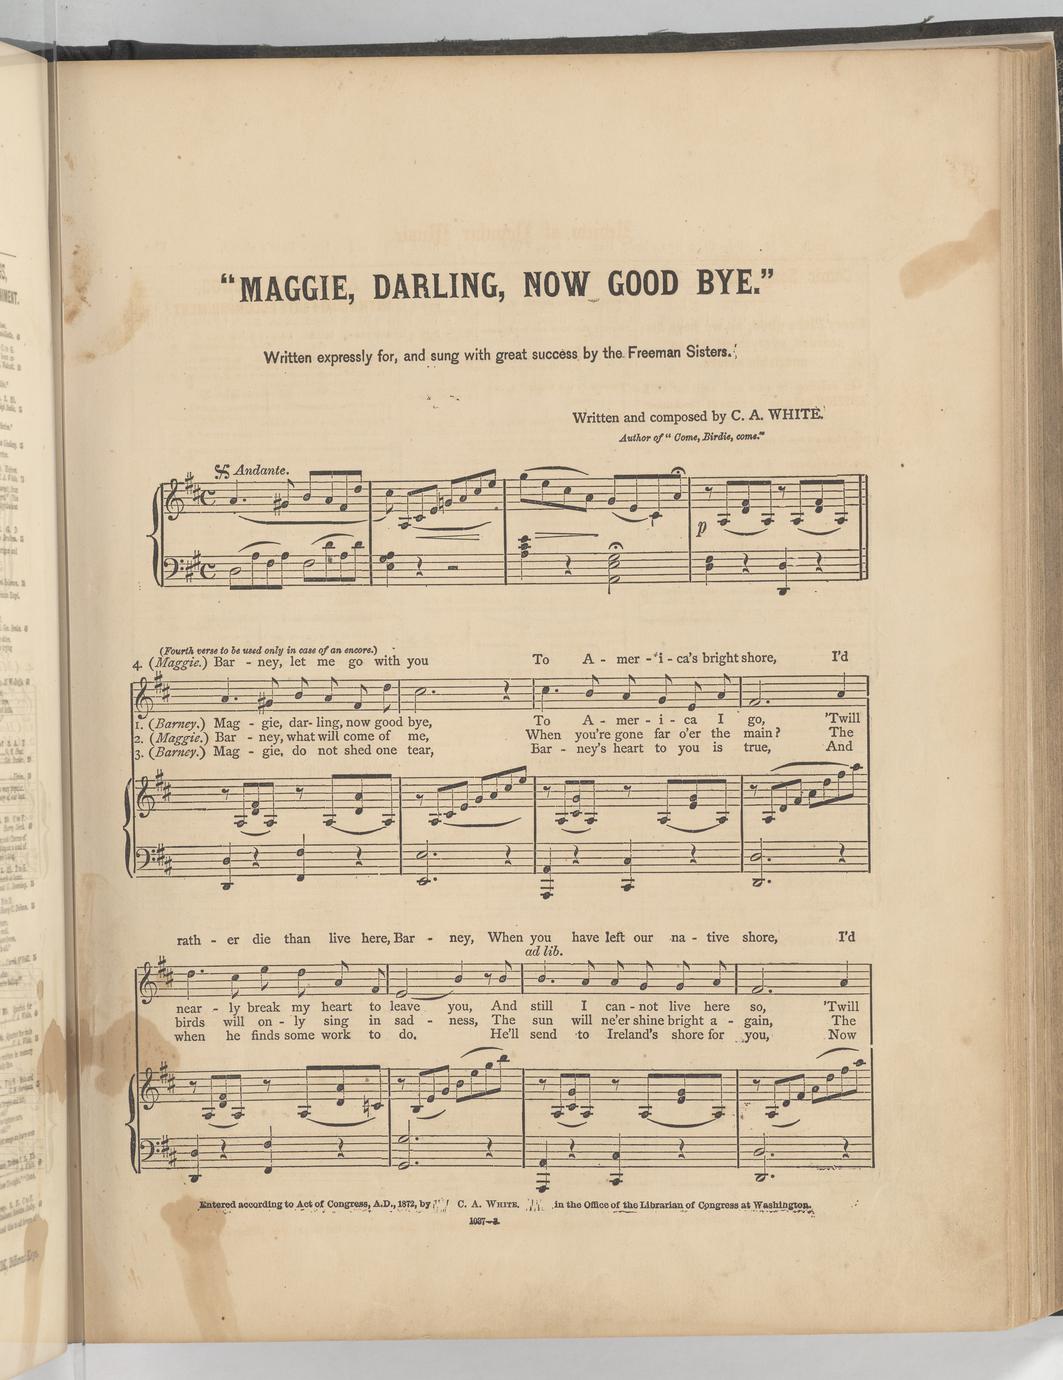 “MAGGIE, DARLING, NOW GOOD BYE.”
Written expressly for, and sung with great success by the Freeman Sisters.
Written and composed by C. A. WHITE.
Author of “ Come, Birdie, come.”
Andante.
p
(Fourth verse to be used only in case of an encore.)
4. (Maggie.) Bar - ney, let me go with you To A - mer - i - ca's bright shore, I'd
1. (Barney.) Mag - gie, dar- ling, now good bye, To A - mer - i - ca I go, 'Twill
2. (Maggie.) Bar - ney, what will come of me, When you're gone far o'er the main? The
3. (Barney.) Mag - gie, do not shed one tear, Bar - ney's heart to you is true, And
rath - er die than live here, Bar - ney, When you have left our na - tive shore, I'd
ad lib.
near - ly break my heart to leave you, And still I can - not live here so, 'Twill
birds will on - ly sing in sad - ness, The sun will ne'er shine bright a - gain, The
when he finds some work to do, He'll send to Ireland's shore for you, Now
Entered according to Act of Congress, A.D., 1872, by C. A. WHITE. in the Office of the Librarian of Congress at Washington.
1037—3.